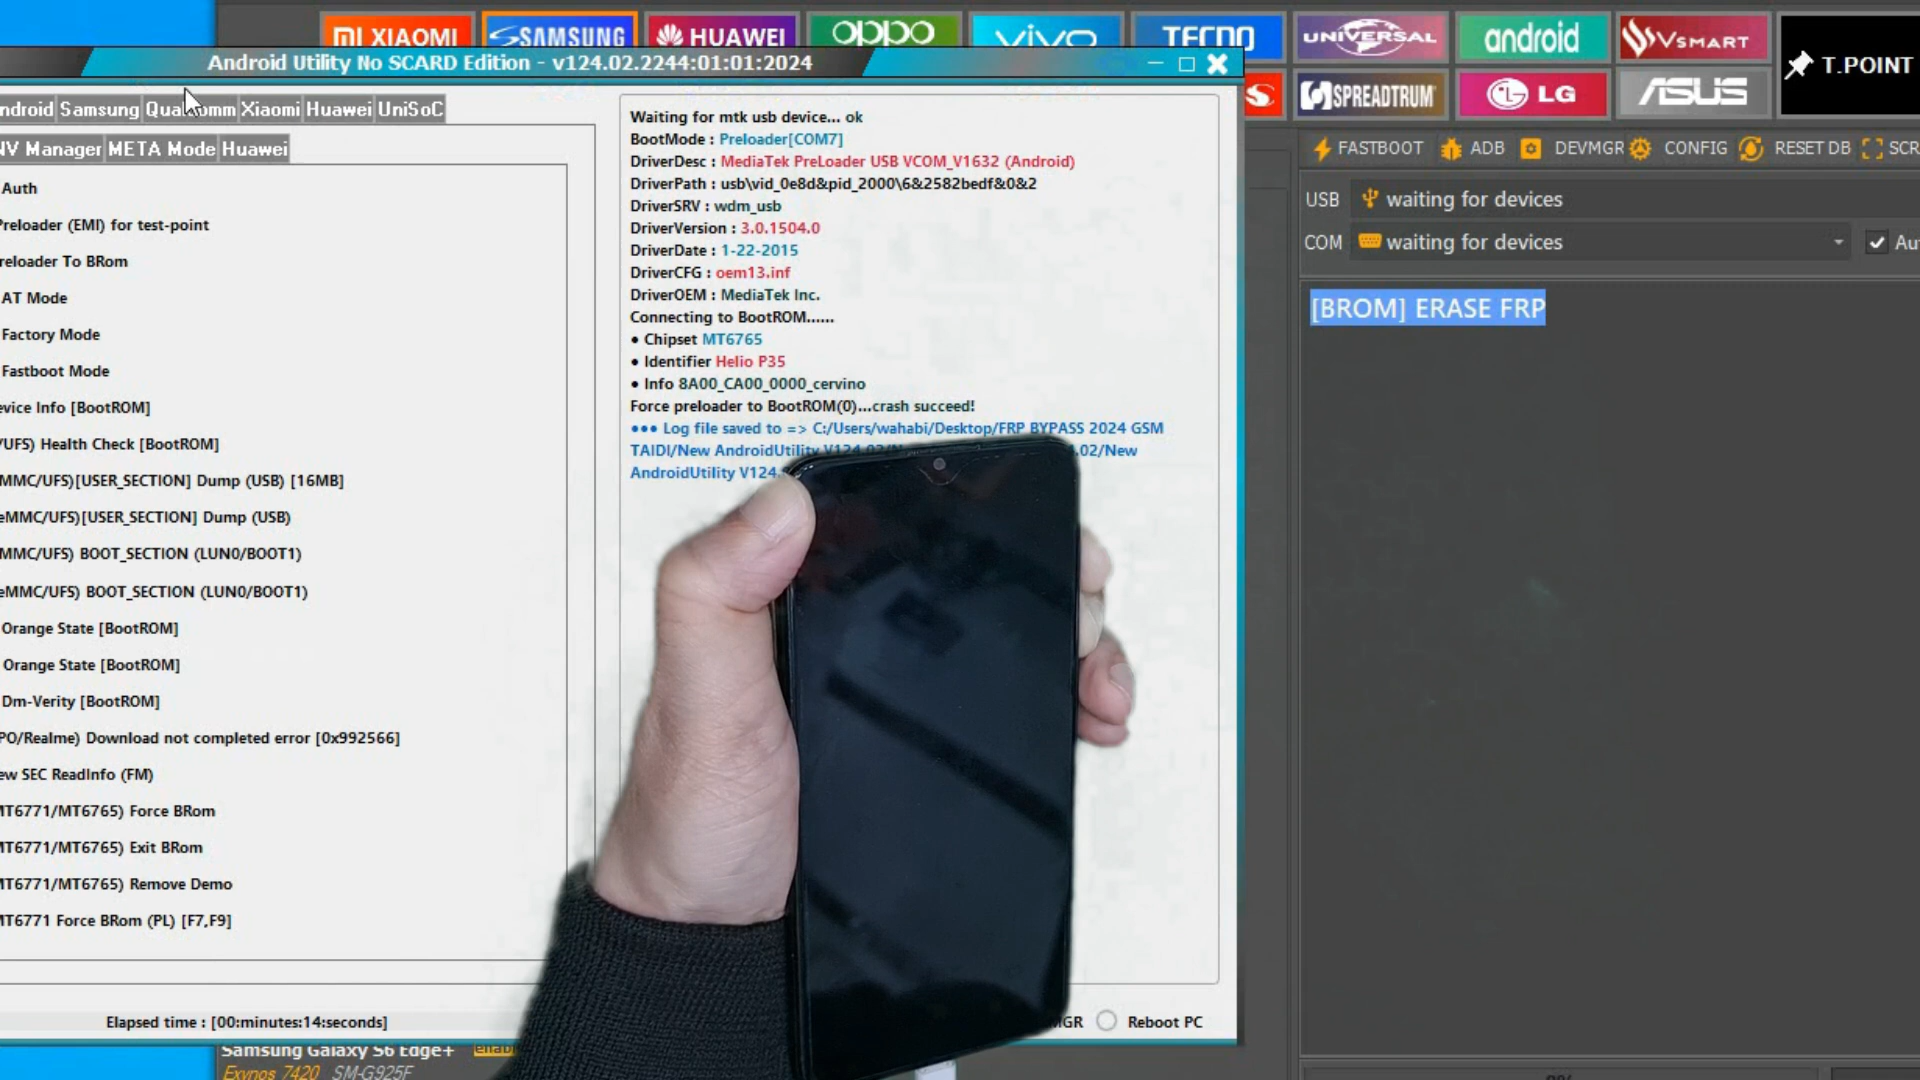 MI XIAOMI
SAMSUNG
HUAWEI
oppo
vivo
TECNO
UNIVERSAL
android
VSMART
T.POINT
SPREADTRUM
LG
ASUS
Android Utility No SCARD Edition - v124.02.2244:01:01:2024
ndroid Samsung Qualcomm Xiaomi Huawei UniSoC
NV Manager META Mode Huawei
Auth
Preloader (EMI) for test-point
reloader To BRom
AT Mode
Factory Mode
Fastboot Mode
evice Info [BootROM]
/UFS) Health Check [BootROM]
MMC/UFS)[USER_SECTION] Dump (USB) [16MB]
eMMC/UFS)[USER_SECTION] Dump (USB)
MMC/UFS) BOOT_SECTION (LUN0/BOOT1)
eMMC/UFS) BOOT_SECTION (LUN0/BOOT1)
Orange State [BootROM]
Orange State [BootROM]
Dm-Verity [BootROM]
PO/Realme) Download not completed error [0x992566]
ew SEC ReadInfo (FM)
MT6771/MT6765) Force BRom
MT6771/MT6765) Exit BRom
MT6771/MT6765) Remove Demo
MT6771 Force BRom (PL) [F7,F9]
Elapsed time : [00:minutes:14:seconds]
Waiting for mtk usb device... ok
BootMode : Preloader[COM7]
DriverDesc : MediaTek PreLoader USB VCOM_V1632 (Android)
DriverPath : usb\vid_0e8d&pid_2000\6&2582bedf&0&2
DriverSRV : wdm_usb
DriverVersion : 3.0.1504.0
DriverDate : 1-22-2015
DriverCFG : oem13.inf
DriverOEM : MediaTek Inc.
Connecting to BootROM......
• Chipset MT6765
• Identifier Helio P35
• Info 8A00_CA00_0000_cervino
Force preloader to BootROM(0)...crash succeed!
••• Log file saved to => C:/Users/wahabi/Desktop/FRP BYPASS 2024 GSM
TAIDI/New AndroidUtility V124.02/New
AndroidUtility V124.
MGR Reboot PC
FASTBOOT ADB DEVMGR CONFIG RESET DB SCR
USB waiting for devices
COM waiting for devices Au
[BROM] ERASE FRP
Samsung Galaxy S6 Edge+
Exynos 7420 SM-G925F